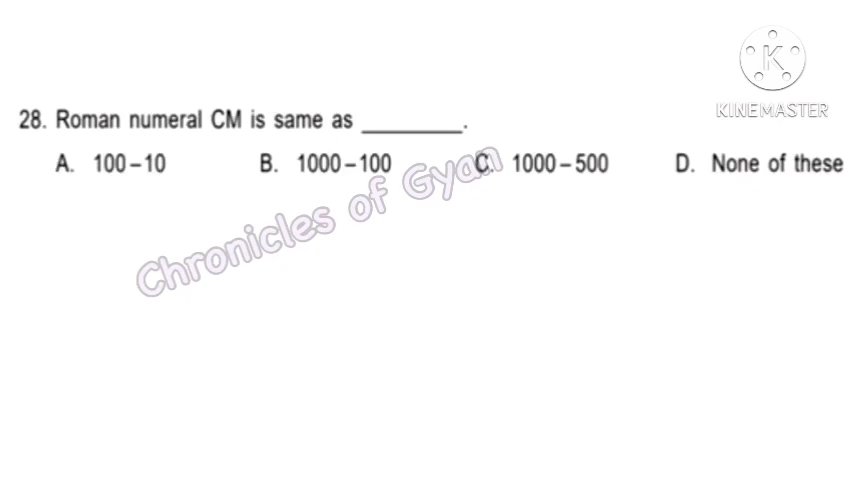 K
KINEMASTER
28. Roman numeral CM is same as ________.
A. 100 – 10 B. 1000 – 100 C. 1000 – 500 D. None of these
Chronicles of Gyan